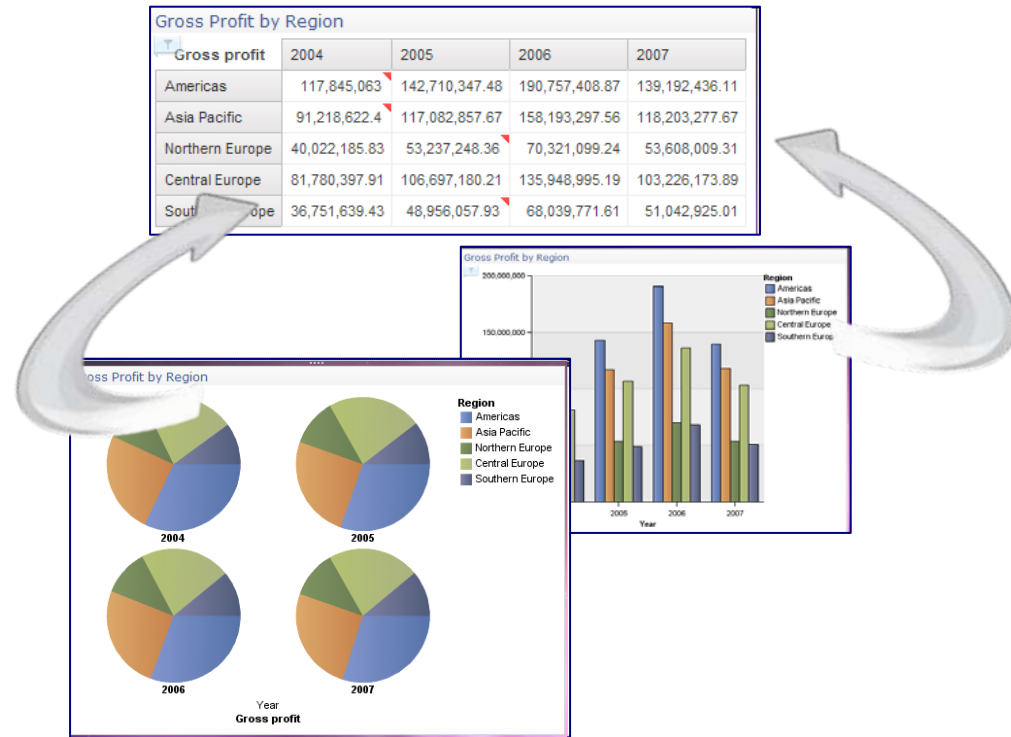 Gross Profit by Region
Gross profit 2004 2005 2006 2007
Americas 117,845,063 142,710,347.48 190,757,408.87 139,192,436.11
Asia Pacific 91,218,622.4 117,082,857.67 158,193,297.56 118,203,277.67
Northern Europe 40,022,185.83 53,237,248.36 70,321,099.24 53,608,009.31
Central Europe 81,780,397.91 106,697,180.21 135,948,995.19 103,226,173.89
36,751,639.43 48,956,057.93 68,039,771.61 51,042,925.01
Gross Profit by Region
200,000,000
150,000,000
Region
Americas
Asia Pacific
Northern Europe
Central Europe
Southern Europe
2005 2006 2007
Year
Gross Profit by Region
Region
Americas
Asia Pacific
Northern Europe
Central Europe
Southern Europe
2004 2005
2006 2007
Year
Gross profit